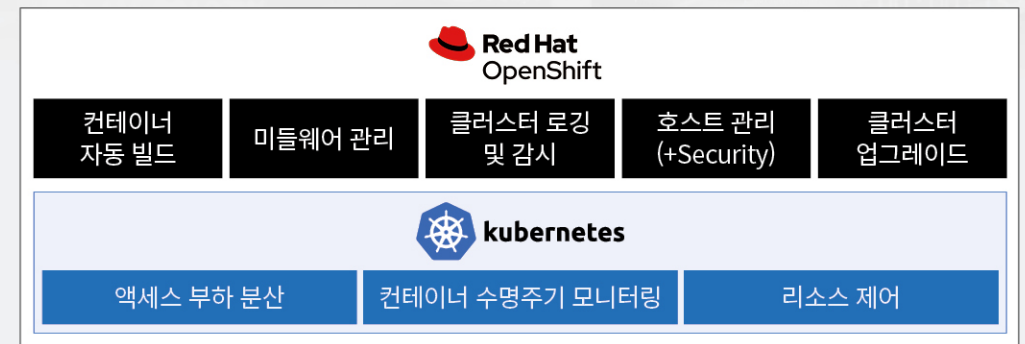 Red Hat
OpenShift
컨테이너
자동 빌드
미들웨어 관리
클러스터 로깅
및 감시
호스트 관리
(+Security)
클러스터
업그레이드
kubernetes
액세스 부하 분산
컨테이너 수명주기 모니터링
리소스 제어